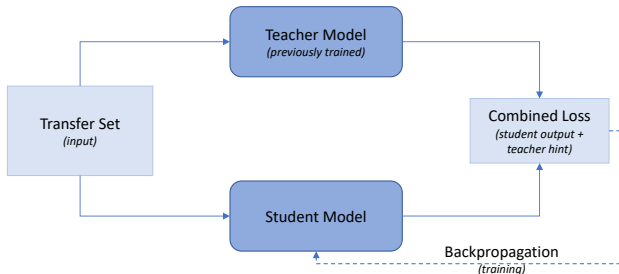 Teacher Model
(previously trained)
Transfer Set
(input)
Combined Loss
(student output +
teacher hint)
Student Model
Backpropagation
(training)